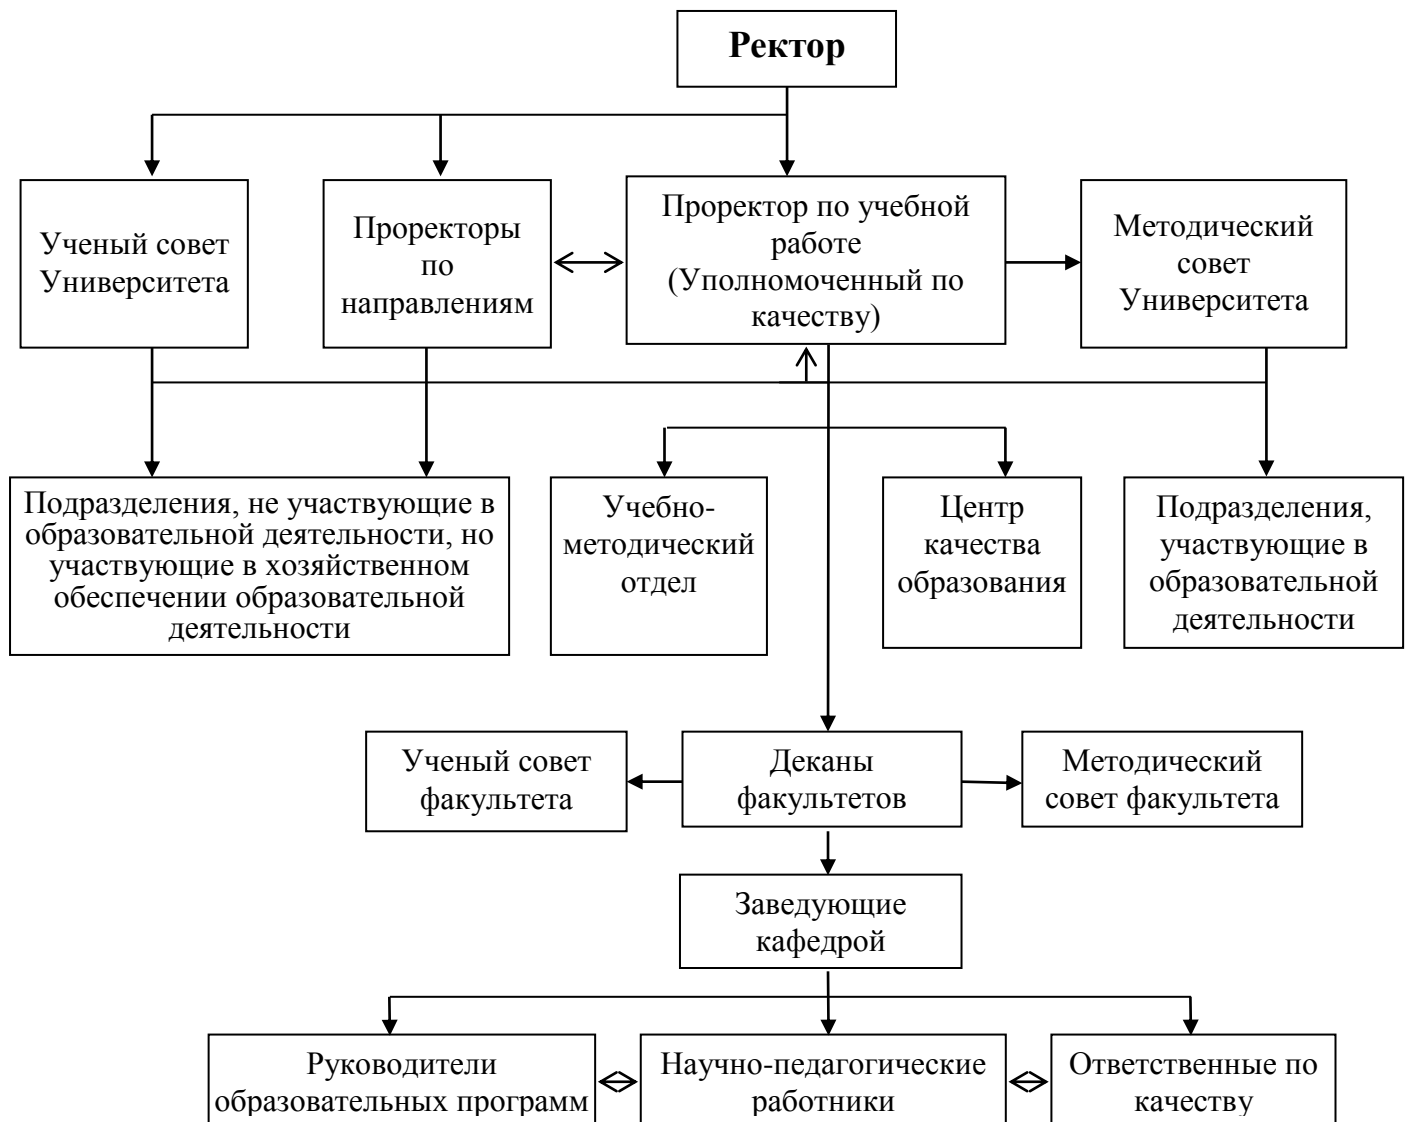 Ректор
Ученый совет
Университета
Проректоры
по
направлениям
Проректор по учебной
работе
(Уполномоченный по
качеству)
Методический
совет
Университета
Подразделения, не участвующие в
образовательной деятельности, но
участвующие в хозяйственном
обеспечении образовательной
деятельности
Учебно-
методический
отдел
Центр
качества
образования
Подразделения,
участвующие в
образовательной
деятельности
Ученый совет
факультета
Деканы
факультетов
Методический
совет факультета
Заведующие
кафедрой
Руководители
образовательных программ
Научно-педагогические
работники
Ответственные по
качеству